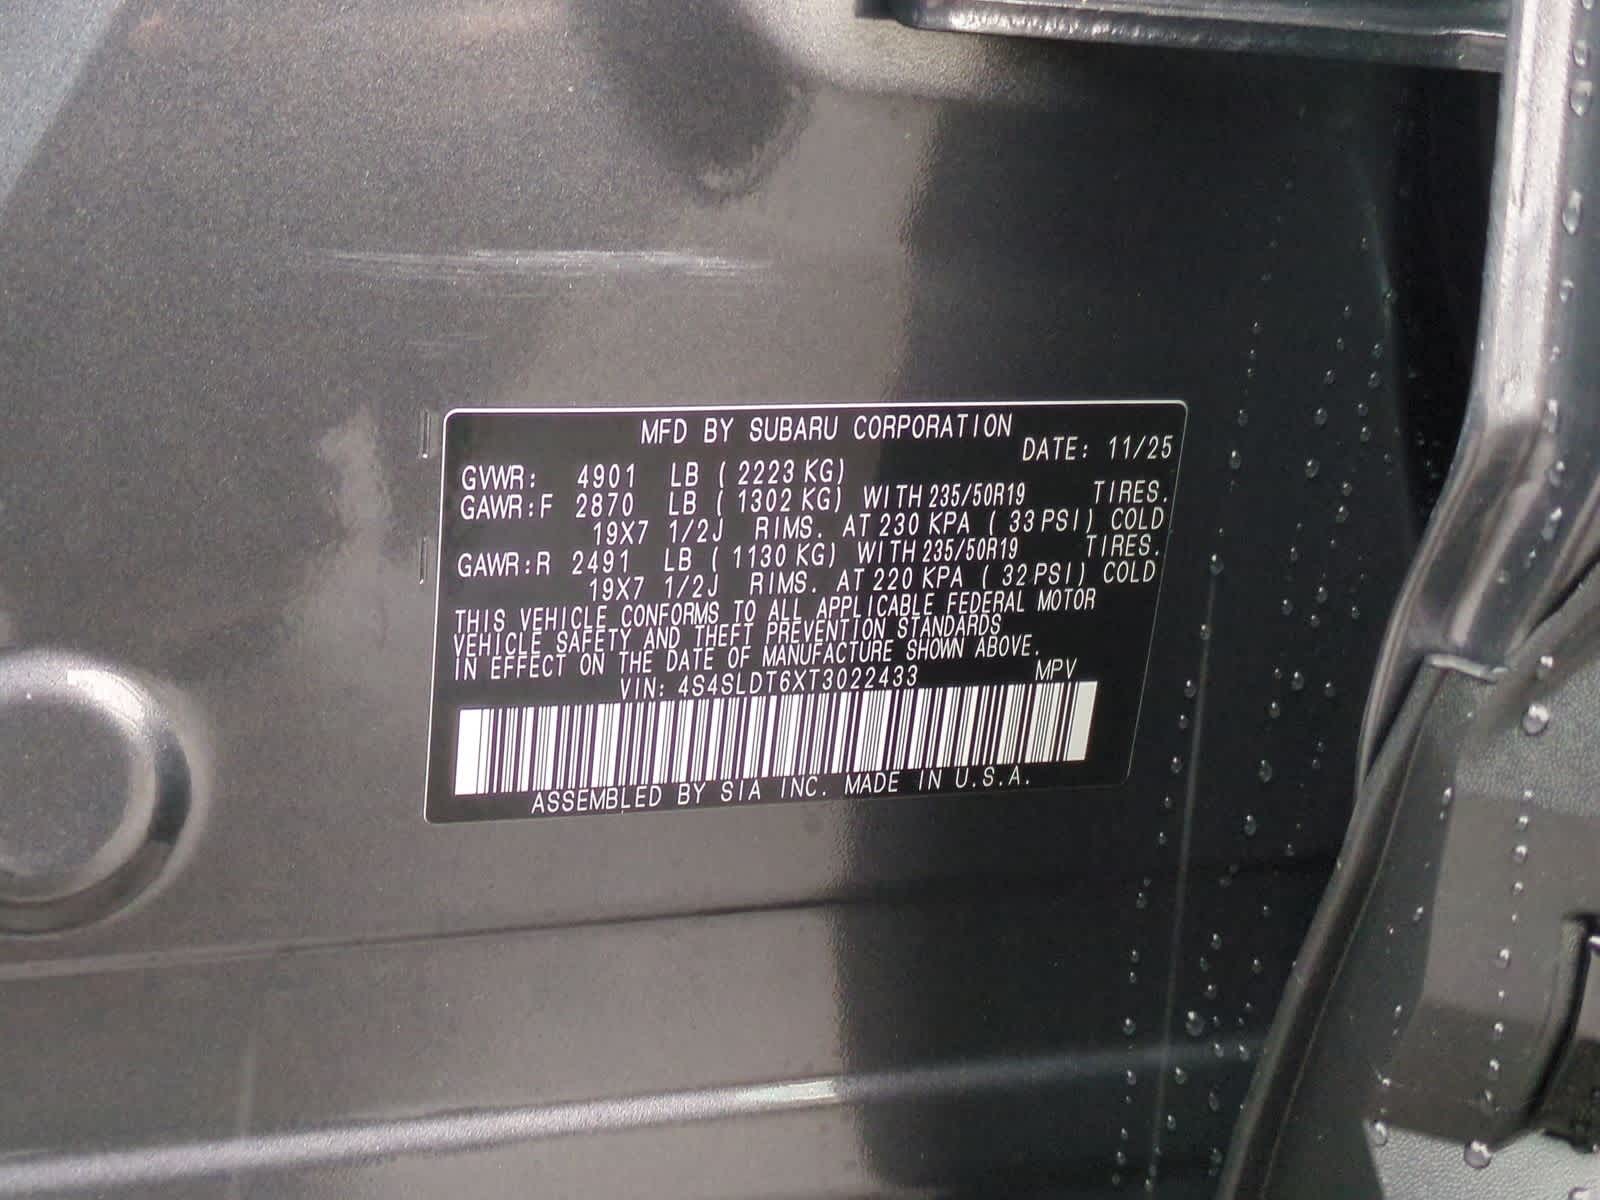 MFD BY SUBARU CORPORATION
DATE: 11/25
GVWR: 4901 LB ( 2223 KG)
GAWR:F 2870 LB ( 1302 KG) WITH 235/50R19 TIRES.
19X7 1/2J RIMS. AT 230 KPA ( 33 PSI) COLD
GAWR:R 2491 LB ( 1130 KG) WITH 235/50R19 TIRES.
19X7 1/2J RIMS. AT 220 KPA ( 32 PSI) COLD
THIS VEHICLE CONFORMS TO ALL APPLICABLE FEDERAL MOTOR
VEHICLE SAFETY AND THEFT PREVENTION STANDARDS
IN EFFECT ON THE DATE OF MANUFACTURE SHOWN ABOVE.
VIN: 4S4SLDT6XT3022433 MPV
ASSEMBLED BY SIA INC. MADE IN U.S.A.